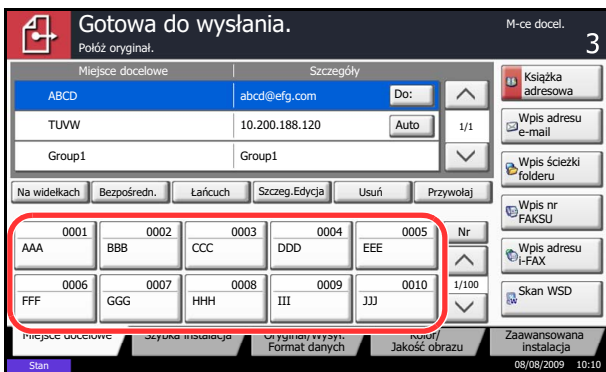 Gotowa do wysłania.
Połóż oryginał.
M-ce docel.
3
Miejsce docelowe Szczegóły
ABCD abcd@efg.com Do:
TUVW 10.200.188.120 Auto 1/1
Group1 Group1
Na widełkach Bezpośredn. Łańcuch Szczeg.Edycja Usuń Przywołaj
0001 0002 0003 0004 0005 Nr
AAA BBB CCC DDD EEE
0006 0007 0008 0009 0010 1/100
FFF GGG HHH III JJJ
Książka
adresowa
Wpis adresu
e-mail
Wpis ścieżki
folderu
Wpis nr
FAKSU
Wpis adresu
i-FAX
Skan WSD
Miejsce docelowe Szybka instalacja Oryginał/Wysył. Kolor/ Zaawansowana
Format danych Jakość obrazu instalacja
Stan 08/08/2009 10:10